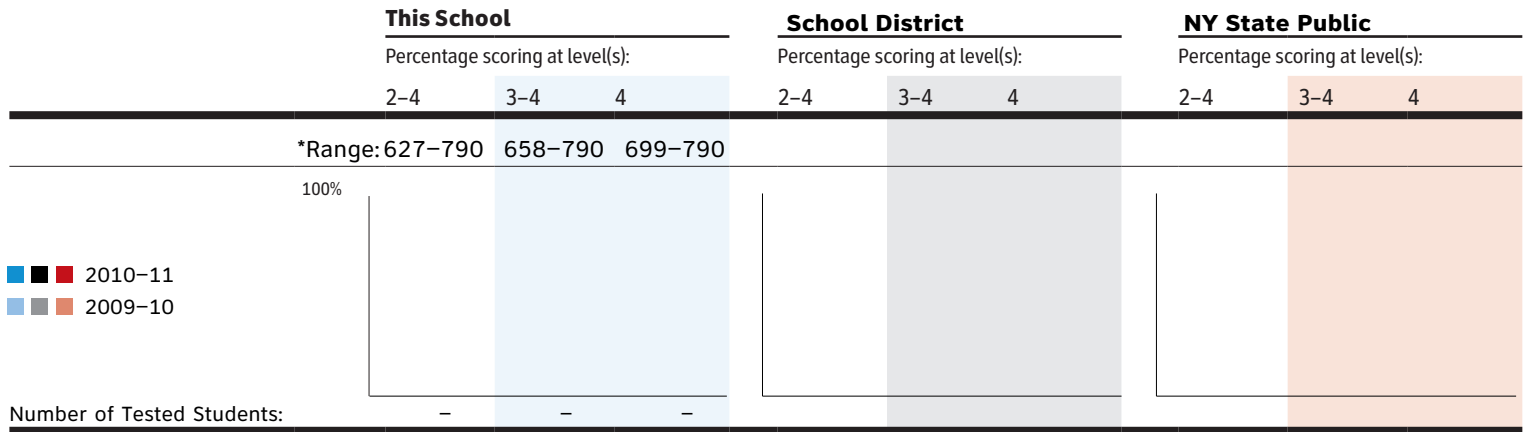 This School School District NY State Public
Percentage scoring at level(s): Percentage scoring at level(s): Percentage scoring at level(s):
2–4 3–4 4 2–4 3–4 4 2–4 3–4 4
*Range: 627–790 658–790 699–790
100%
2010–11
2009–10
Number of Tested Students: – – –